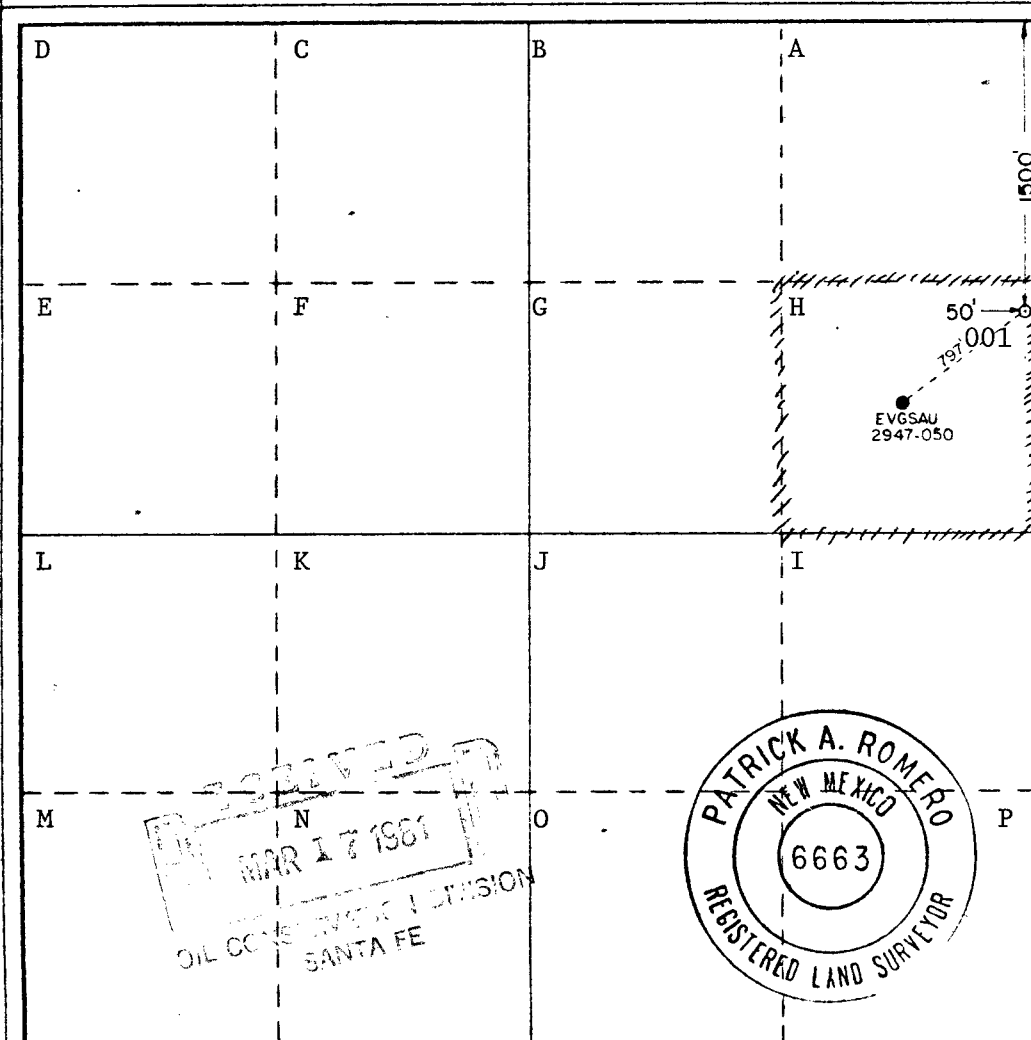 D C B A
1500'
E F G H
50'
001
797'
EVGSAU
2947-050
L K J I
PATRICK A. ROMERO
NEW MEXICO
6663
REGISTERED LAND SURVEYOR
M N O P
MAR 17 1981
OIL CONSERVATION DIVISION
SANTA FE